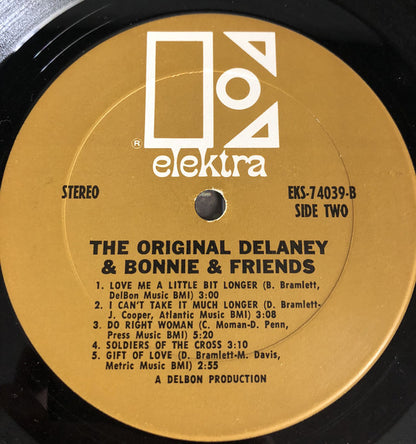 ® elektra
STEREO
EKS-74039-B
SIDE TWO
THE ORIGINAL DELANEY
& BONNIE & FRIENDS
1. LOVE ME A LITTLE BIT LONGER (B. Bramlett,
DelBon Music BMI) 3:00
2. I CAN'T TAKE IT MUCH LONGER (D. Bramlett-
J. Cooper, Atlantic Music BMI) 3:08
3. DO RIGHT WOMAN (C. Moman-D. Penn,
Press Music BMI) 5:20
4. SOLDIERS OF THE CROSS 3:10
5. GIFT OF LOVE (D. Bramlett-M. Davis,
Metric Music BMI) 2:55
A DELBON PRODUCTION